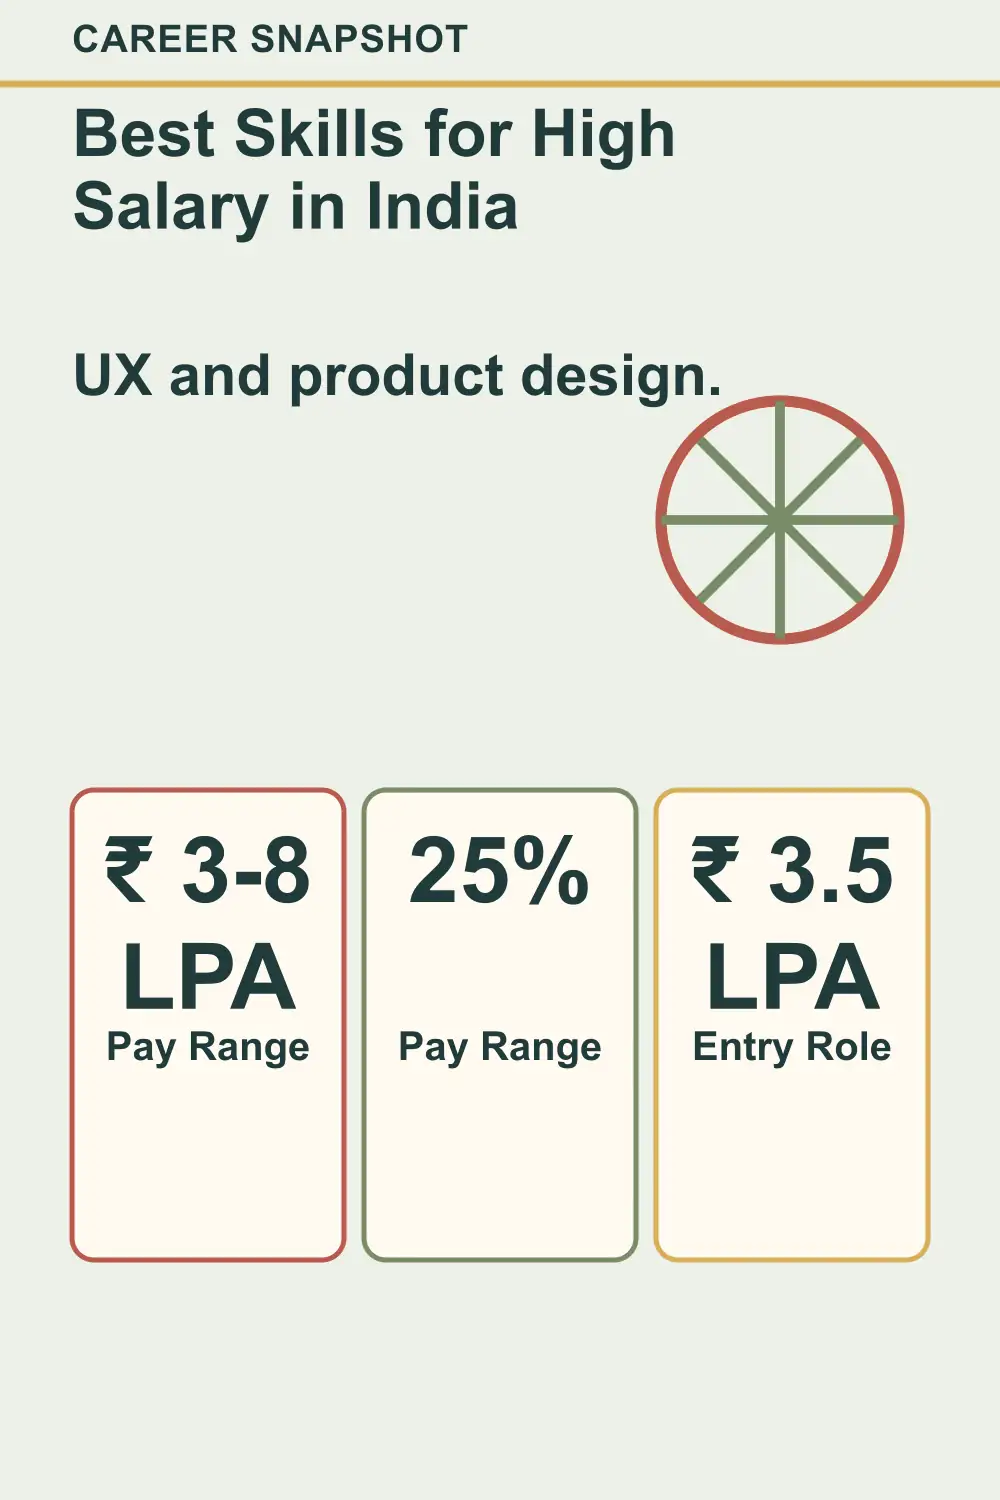 CAREER SNAPSHOT
Best Skills for High
Salary in India
UX and product design.
₹ 3-8
LPA
Pay Range
25%
Pay Range
₹ 3.5
LPA
Entry Role